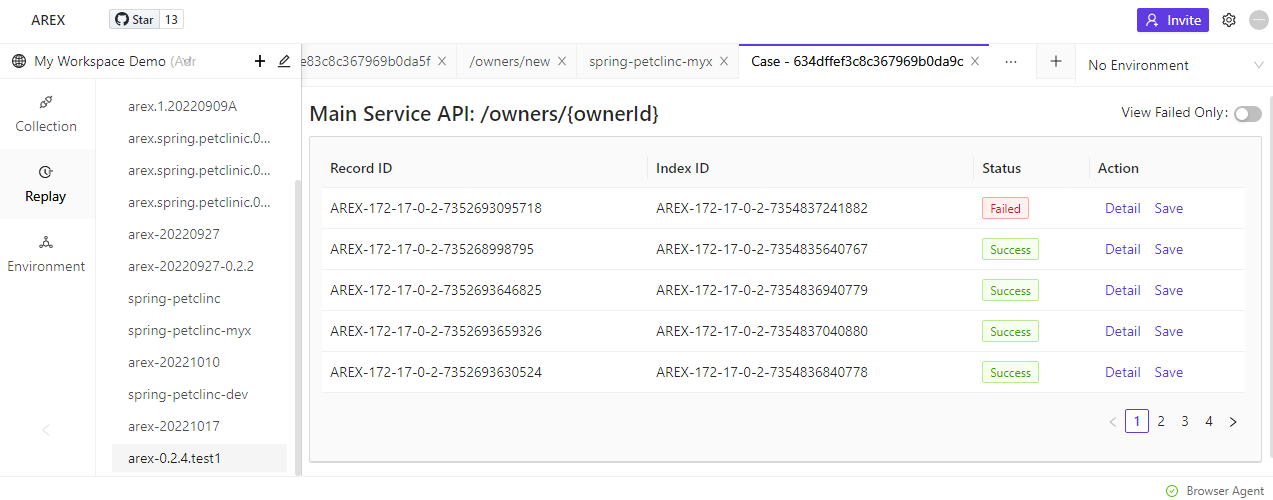 AREX
Star 13
Invite
My Workspace Demo
e83c8c367969b0da5f
/owners/new
spring-petclinc-myx
Case - 634dffef3c8c367969b0da9c
No Environment
Collection
Replay
Environment
arex.1.20220909A
arex.spring.petclinic.0...
arex.spring.petclinic.0...
arex.spring.petclinic.0...
arex-20220927
arex-20220927-0.2.2
spring-petclinc
spring-petclinc-myx
arex-20221010
spring-petclinc-dev
arex-20221017
arex-0.2.4.test1
Main Service API: /owners/{ownerId}
View Failed Only:
Record ID Index ID Status Action
AREX-172-17-0-2-7352693095718 AREX-172-17-0-2-7354837241882 Failed Detail Save
AREX-172-17-0-2-735268998795 AREX-172-17-0-2-7354835640767 Success Detail Save
AREX-172-17-0-2-7352693646825 AREX-172-17-0-2-7354836940779 Success Detail Save
AREX-172-17-0-2-7352693659326 AREX-172-17-0-2-7354837040880 Success Detail Save
AREX-172-17-0-2-7352693630524 AREX-172-17-0-2-7354836840778 Success Detail Save
1 2 3 4
Browser Agent